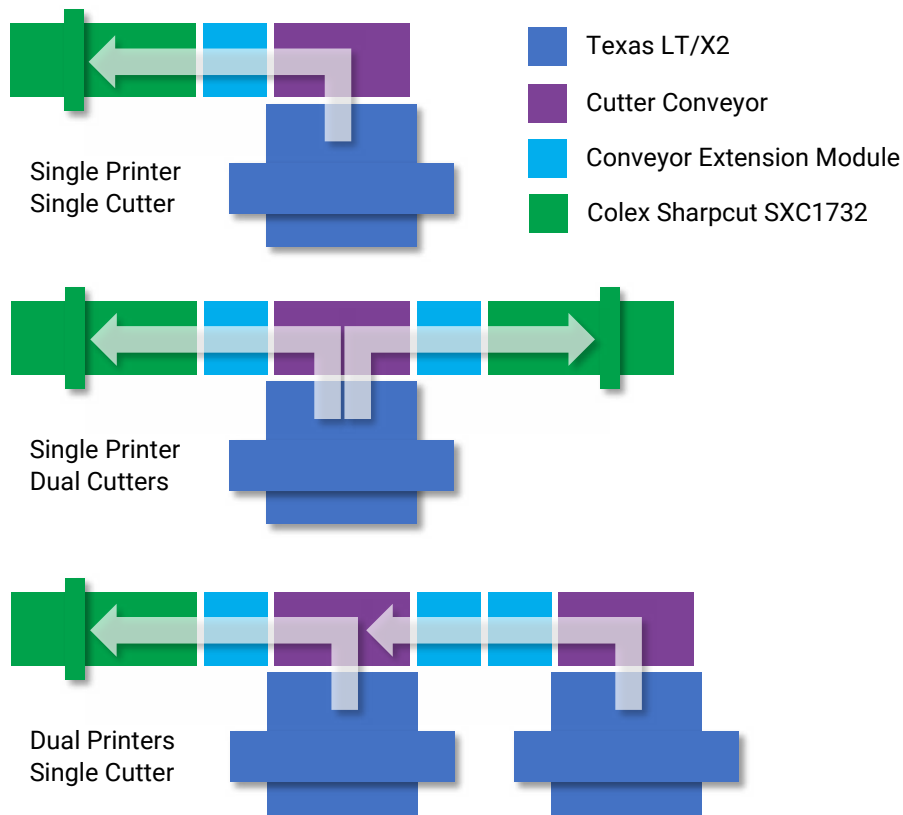 Texas LT/X2
Cutter Conveyor
Conveyor Extension Module
Colex Sharpcut SXC1732
Single Printer
Single Cutter
Single Printer
Dual Cutters
Dual Printers
Single Cutter